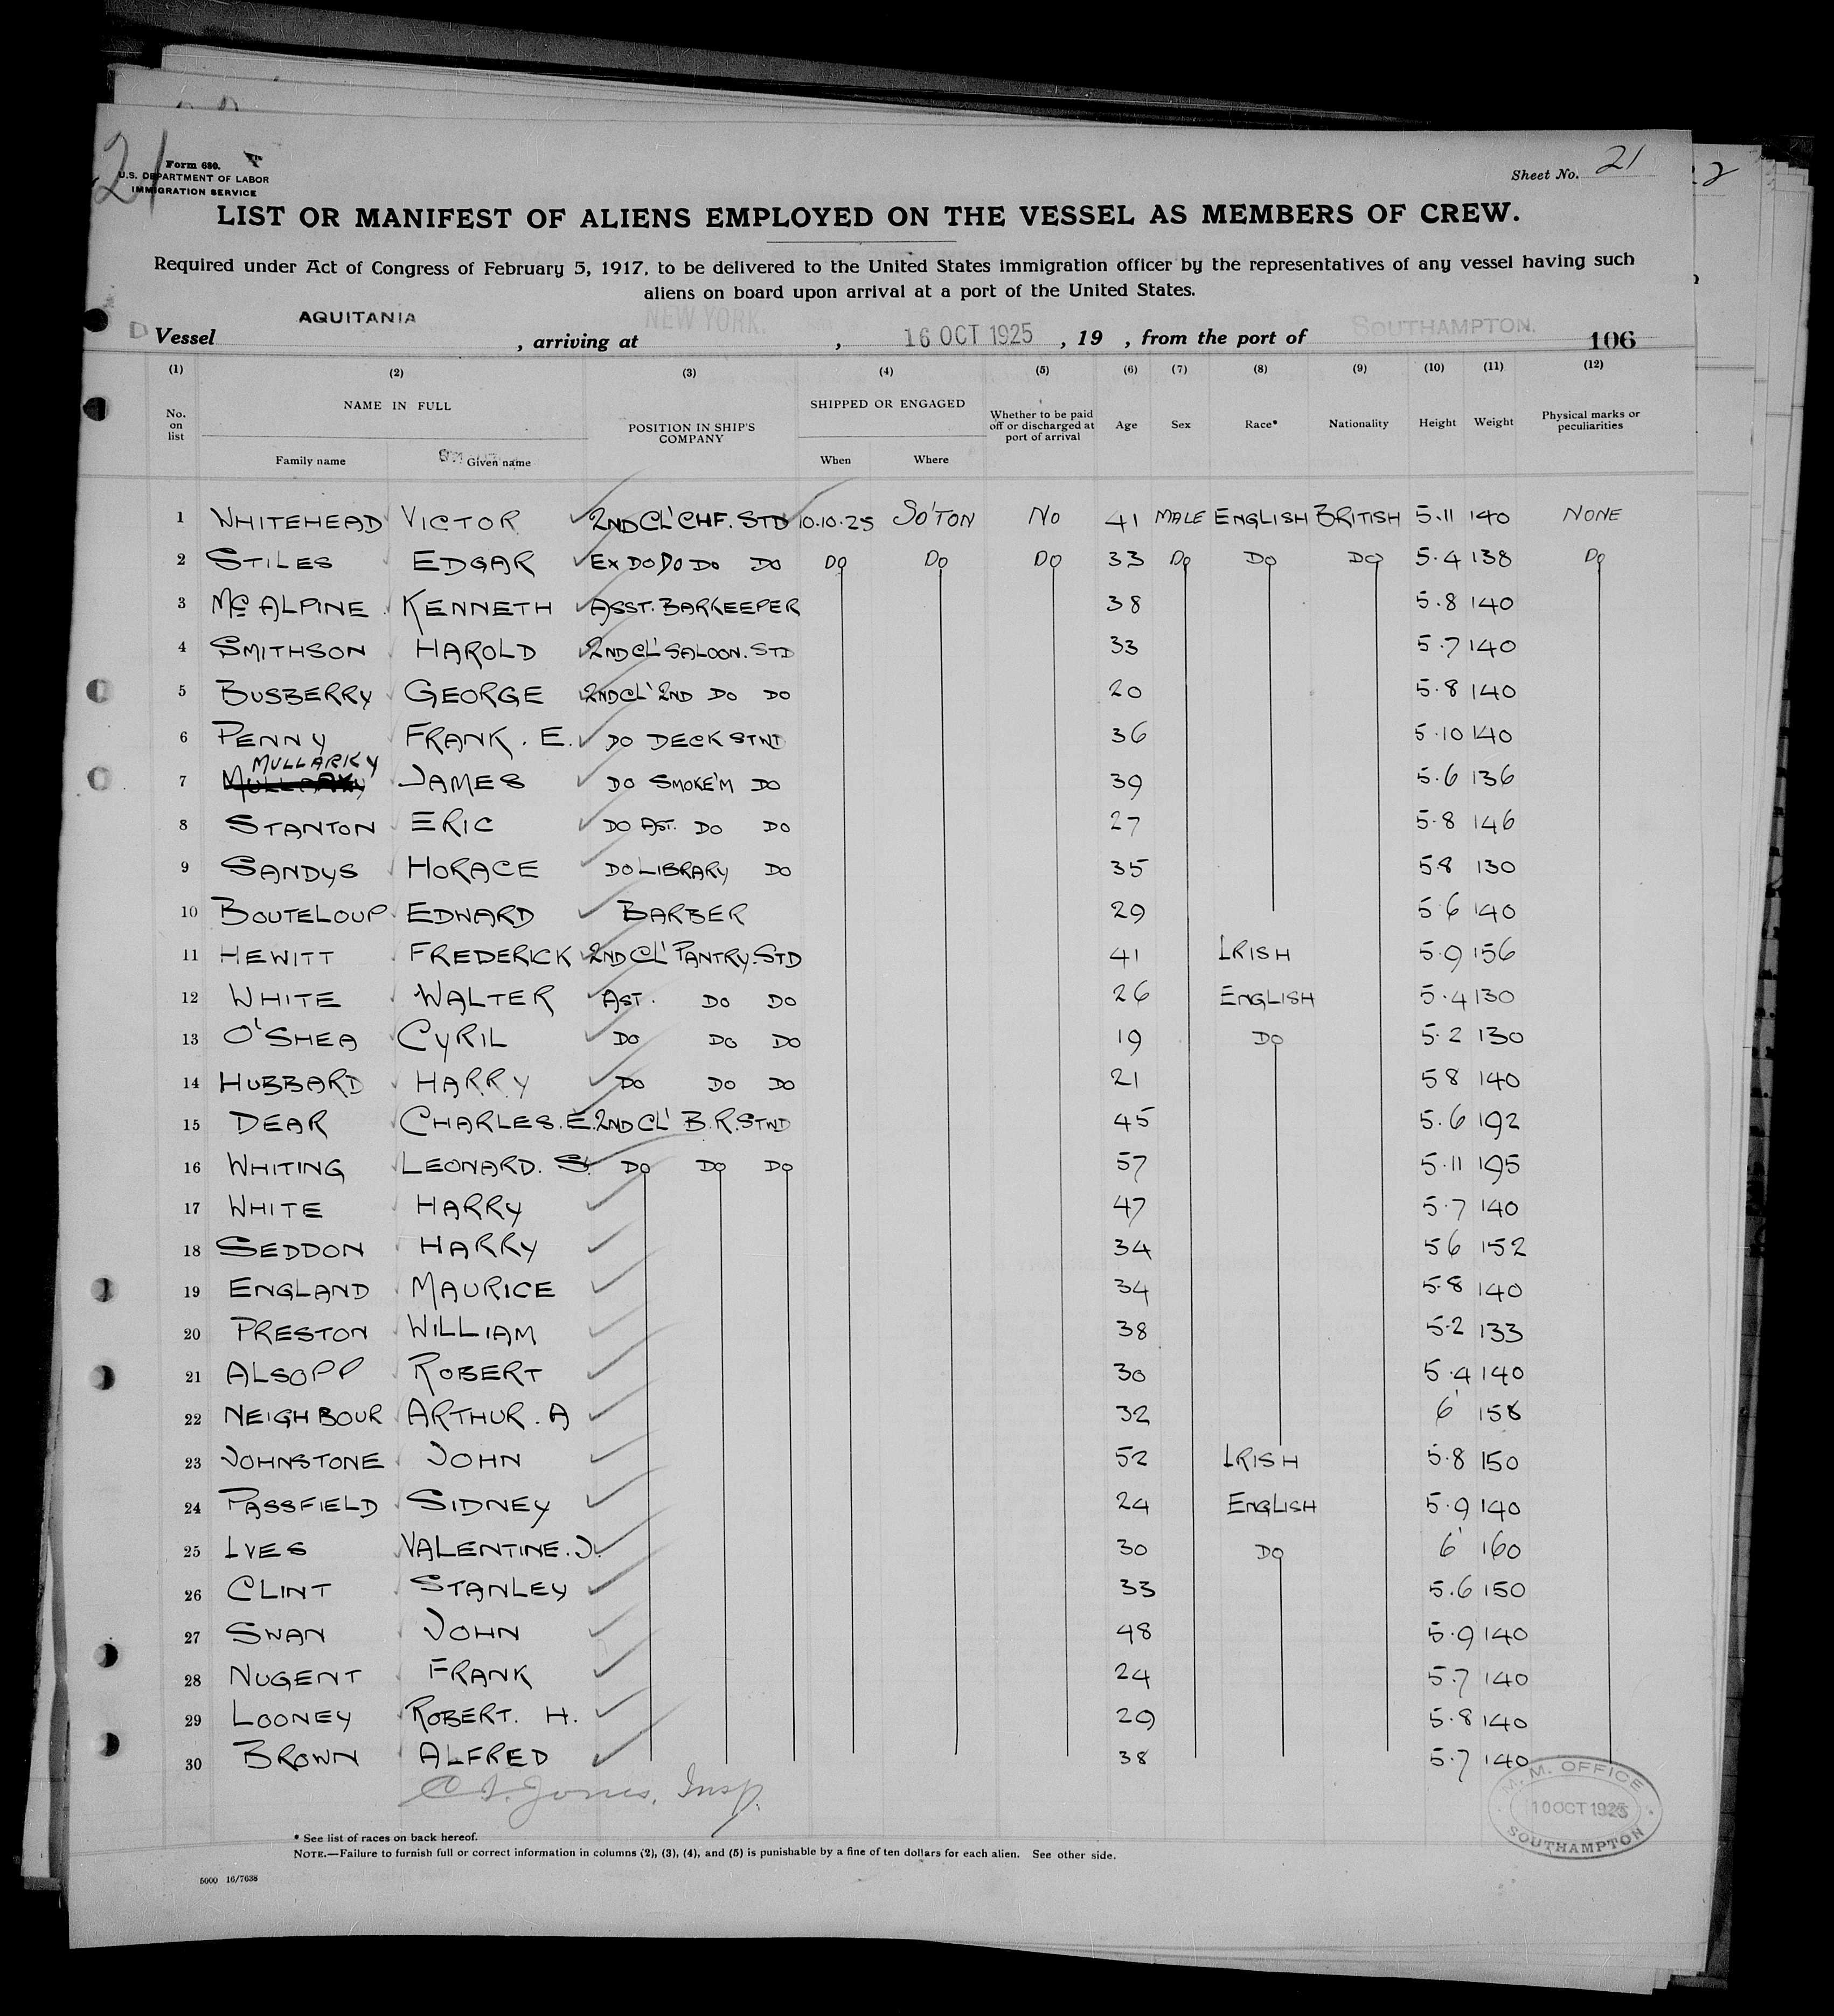 21
Form 680.
U.S. DEPARTMENT OF LABOR
IMMIGRATION SERVICE
Sheet No. 21
22
LIST OR MANIFEST OF ALIENS EMPLOYED ON THE VESSEL AS MEMBERS OF CREW.
Required under Act of Congress of February 5, 1917, to be delivered to the United States immigration officer by the representatives of any vessel having such
aliens on board upon arrival at a port of the United States.
Vessel AQUITANIA, arriving at NEW YORK., 16 OCT 1925, 19 , from the port of SOUTHAMPTON. 106
(1) (2) (3) (4) (5) (6) (7) (8) (9) (10) (11) (12)
No. on list NAME IN FULL POSITION IN SHIP'S COMPANY SHIPPED OR ENGAGED Whether to be paid off or discharged at port of arrival Age Sex Race* Nationality Height Weight Physical marks or peculiarities
Family name Given name When Where
1 WHITEHEAD VICTOR 2ND CL' CHF. STD 10.10.25 SO'TON NO 41 MALE ENGLISH BRITISH 5.11 140 NONE
2 STILES EDGAR EX DO DO DO DO DO DO DO 33 DO DO DO 5.4 138 DO
3 McALPINE KENNETH ASST. BARKEEPER 38 5.8 140
4 SMITHSON HAROLD 2ND CL' SALOON. STD 33 5.7 140
5 BUSBERRY GEORGE 2ND CL' 2ND DO DO 20 5.8 140
6 PENNY FRANK. E. DO DECK STWD 36 5.10 140
7 MULLARKY JAMES DO SMOKE'M DO 39 5.6 136
8 STANTON ERIC DO AST. DO DO 27 5.8 146
9 SANDYS HORACE DO LIBRARY DO 35 5.8 130
10 BOUTELOUP EDWARD BARBER 29 5 6 140
11 HEWITT FREDERICK 2ND CL' PANTRY. STD 41 IRISH 5.9 156
12 WHITE WALTER AST. DO DO 26 ENGLISH 5.4 130
13 O'SHEA CYRIL DO DO DO 19 DO 5.2 130
14 HUBBARD HARRY DO DO DO 21 5 8 140
15 DEAR CHARLES. E. 2ND CL' B.R. STWD 45 5.6 192
16 WHITING LEONARD. S. DO DO DO 57 5.11 195
17 WHITE HARRY 47 5.7 140
18 SEDDON HARRY 34 5 6 152
19 ENGLAND MAURICE 34 5.8 140
20 PRESTON WILLIAM 38 5.2 133
21 ALSOPP ROBERT 30 5.4 140
22 NEIGHBOUR ARTHUR. A 32 6' 158
23 JOHNSTONE JOHN 52 IRISH 5.8 150
24 PASSFIELD SIDNEY 24 ENGLISH 5.9 140
25 IVES VALENTINE. J. 30 DO 6' 160
26 CLINT STANLEY 33 5.6 150
27 SWAN JOHN 48 5.9 140
28 NUGENT FRANK 24 5.7 140
29 LOONEY ROBERT. H. 29 5.8 140
30 BROWN ALFRED 38 5.7 140
Jones, Insp.
M. M. OFFICE
10 OCT 1925
SOUTHAMPTON
* See list of races on back hereof.
NOTE.—Failure to furnish full or correct information in columns (2), (3), (4), and (5) is punishable by a fine of ten dollars for each alien. See other side.
5000 16/7638